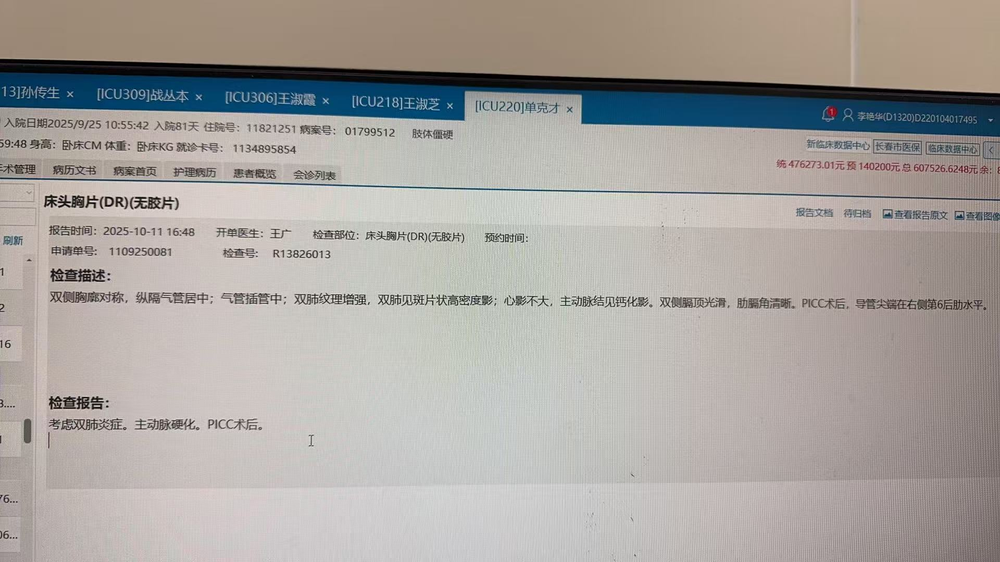 13]孙传生 × [ICU309]战丛本 × [ICU306]王淑霞 × [ICU218]王淑芝 × [ICU220]单克才 × 1 李艳华(D1320)D220104017495
入院日期2025/9/25 10:55:42 入院81天 住院号: 11821251 病案号: 01799512 肢体僵硬
新临床数据中心 长春市医保 临床数据中心 <
59:48 身高: 卧床CM 体重: 卧床KG 就诊卡号: 1134895854
统 476273.01元 预 140200元 总 607526.6248元 余:
术管理 病历文书 病案首页 护理病历 患者概览 会诊列表
床头胸片(DR)(无胶片)
报告文档 待归档 查看报告原文 查看图像
报告时间: 2025-10-11 16:48 开单医生: 王广 检查部位: 床头胸片(DR)(无胶片) 预约时间:
刷新
申请单号: 1109250081 检查号: R13826013
1
检查描述:
双侧胸廓对称，纵隔气管居中；气管插管中；双肺纹理增强，双肺见斑片状高密度影；心影不大，主动脉结见钙化影。双侧膈顶光滑，肋膈角清晰。PICC术后，导管尖端在右侧第6后肋水平。
2
16
检查报告:
3....
考虑双肺炎症。主动脉硬化。PICC术后。
76...
06...